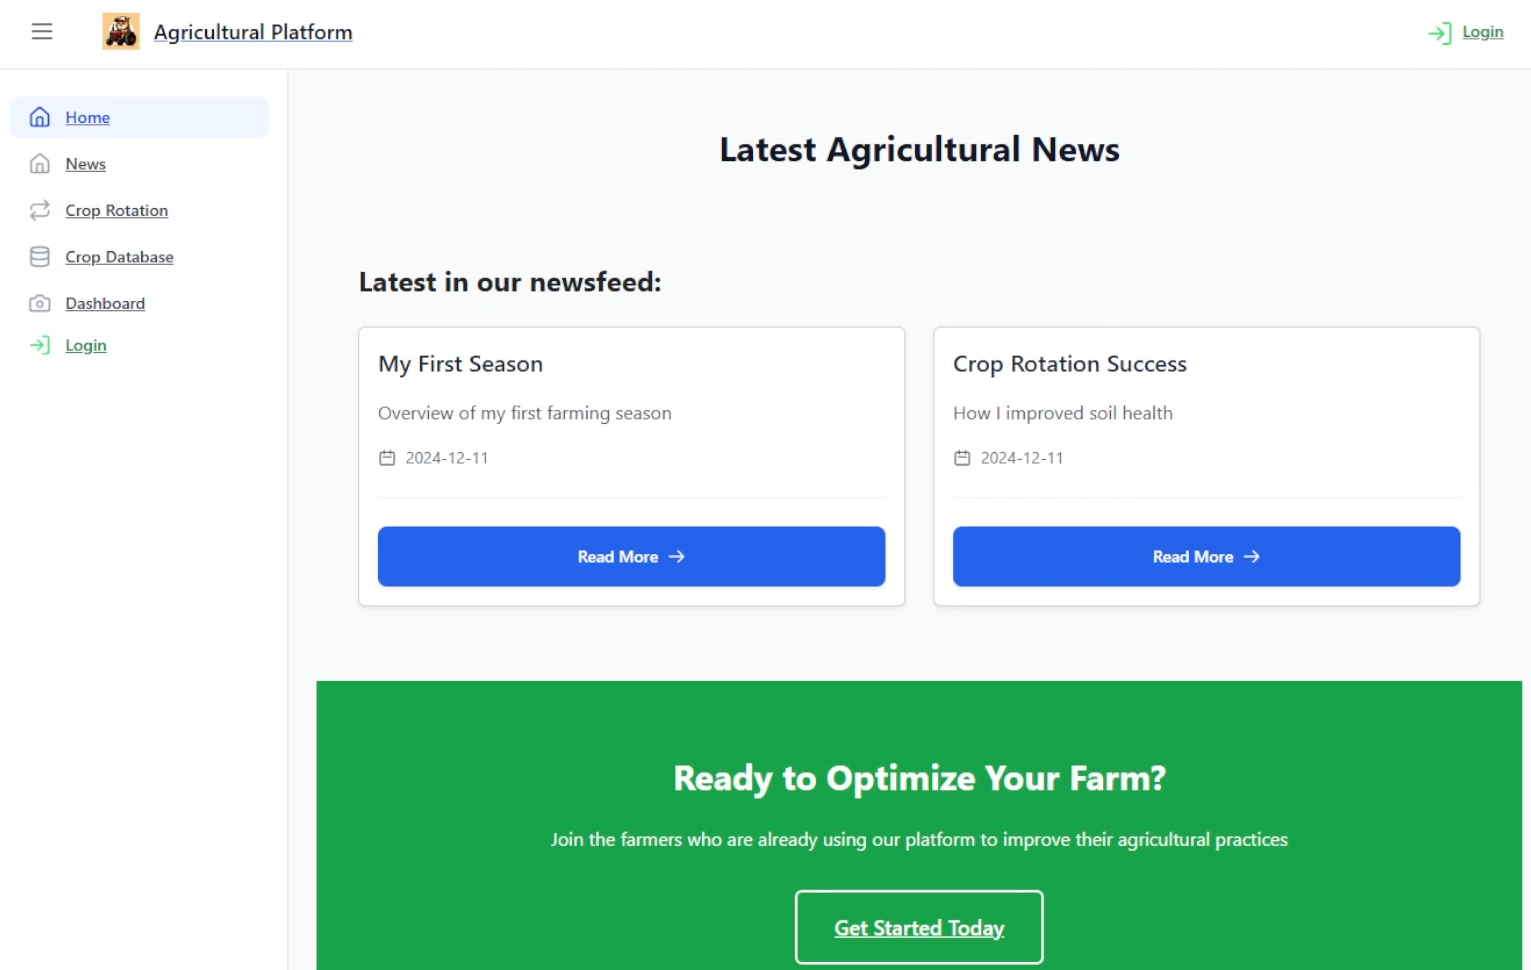 Agricultural Platform
Login
Home
News
Crop Rotation
Crop Database
Dashboard
Login
Latest Agricultural News
Latest in our newsfeed:
My First Season
Overview of my first farming season
2024-12-11
Read More
Crop Rotation Success
How I improved soil health
2024-12-11
Read More
Ready to Optimize Your Farm?
Join the farmers who are already using our platform to improve their agricultural practices
Get Started Today